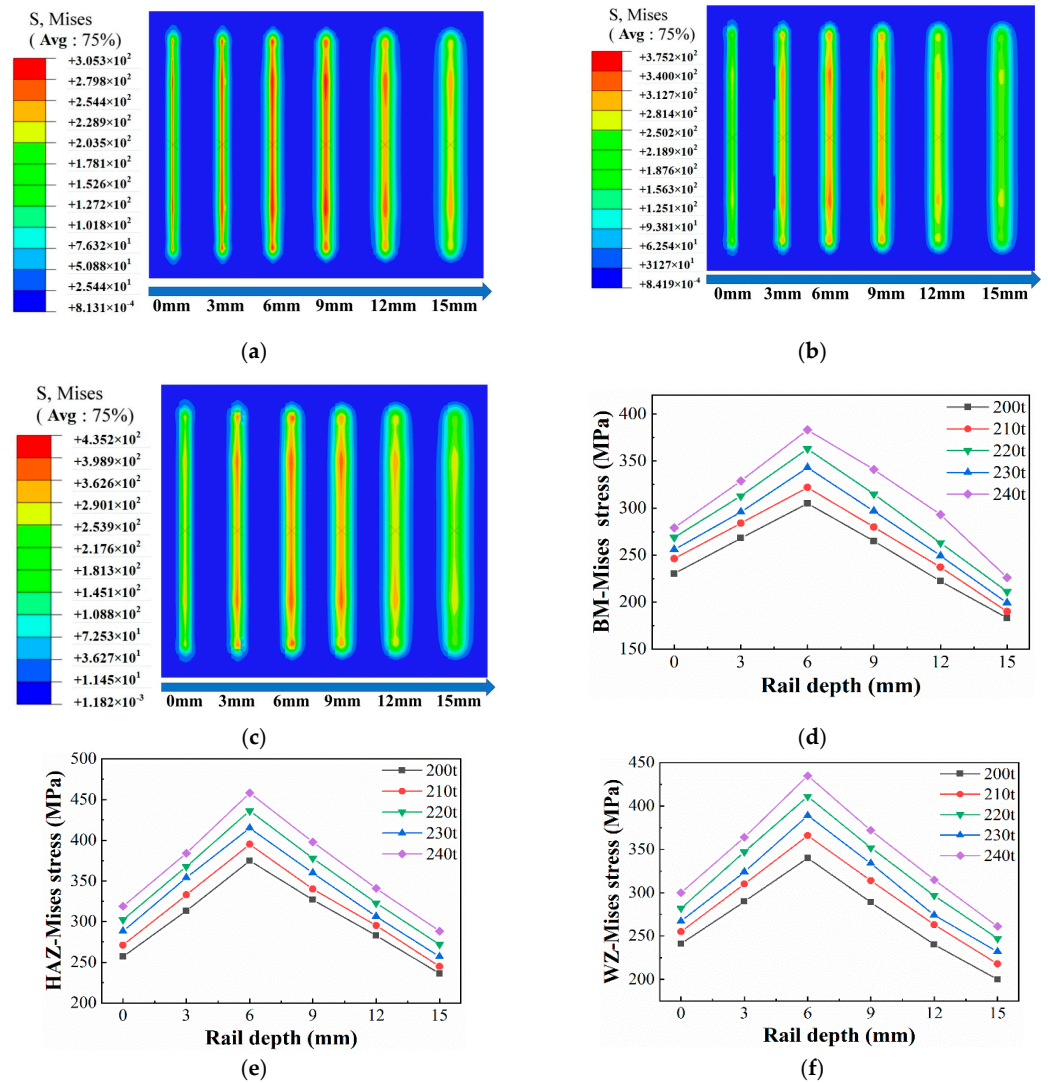 S, Mises
( Avg : 75%)
+3.053×10²
+2.798×10²
+2.544×10²
+2.289×10²
+2.035×10²
+1.781×10²
+1.526×10²
+1.272×10²
+1.018×10²
+7.632×10¹
+5.088×10¹
+2.544×10¹
+8.131×10⁻⁴
0mm 3mm 6mm 9mm 12mm 15mm
(a)
S, Mises
( Avg : 75%)
+3.752×10²
+3.400×10²
+3.127×10²
+2.814×10²
+2.502×10²
+2.189×10²
+1.876×10²
+1.563×10²
+1.251×10²
+9.381×10¹
+6.254×10¹
+3127×10¹
+8.419×10⁻⁴
0mm 3mm 6mm 9mm 12mm 15mm
(b)
S, Mises
( Avg : 75%)
+4.352×10²
+3.989×10²
+3.626×10²
+2.901×10²
+2.539×10²
+2.176×10²
+1.813×10²
+1.451×10²
+1.088×10²
+7.253×10¹
+3.627×10¹
+1.145×10¹
+1.182×10⁻³
0mm 3mm 6mm 9mm 12mm 15mm
(c)
BM-Mises stress (MPa)
400
350
300
250
200
150
200t
210t
220t
230t
240t
0 3 6 9 12 15
Rail depth (mm)
(d)
HAZ-Mises stress (MPa)
500
450
400
350
300
250
200
200t
210t
220t
230t
240t
0 3 6 9 12 15
Rail depth (mm)
(e)
WZ-Mises stress (MPa)
450
400
350
300
250
200
200t
210t
220t
230t
240t
0 3 6 9 12 15
Rail depth (mm)
(f)